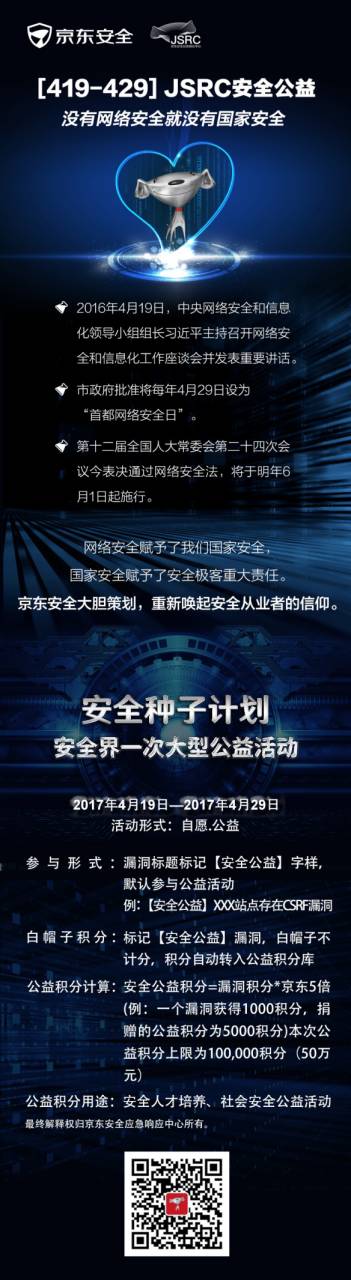 京东安全
JSRC
[419-429] JSRC安全公益
没有网络安全就没有国家安全
2016年4月19日，中央网络安全和信息
化领导小组组长习近平主持召开网络安
全和信息化工作座谈会并发表重要讲话。
市政府批准将每年4月29日设为
“首都网络安全日”。
第十二届全国人大常委会第二十四次会
议今表决通过网络安全法，将于明年6
月1日起施行。
网络安全赋予了我们国家安全，
国家安全赋予了安全极客重大责任。
京东安全大胆策划，重新唤起安全从业者的信仰。
安全种子计划
安全界一次大型公益活动
2017年4月19日—2017年4月29日
活动形式：自愿.公益
参与形式：漏洞标题标记【安全公益】字样，
默认参与公益活动
例：【安全公益】XXX站点存在CSRF漏洞
白帽子积分：标记【安全公益】漏洞，白帽子不
计分，积分自动转入公益积分库
公益积分计算：安全公益积分=漏洞积分*京东5倍
(例：一个漏洞获得1000积分，捐
赠的公益积分为5000积分)本次公
益积分上限为100,000积分（50万
元）
公益积分用途：安全人才培养、社会安全公益活动
最终解释权归京东安全应急响应中心所有。